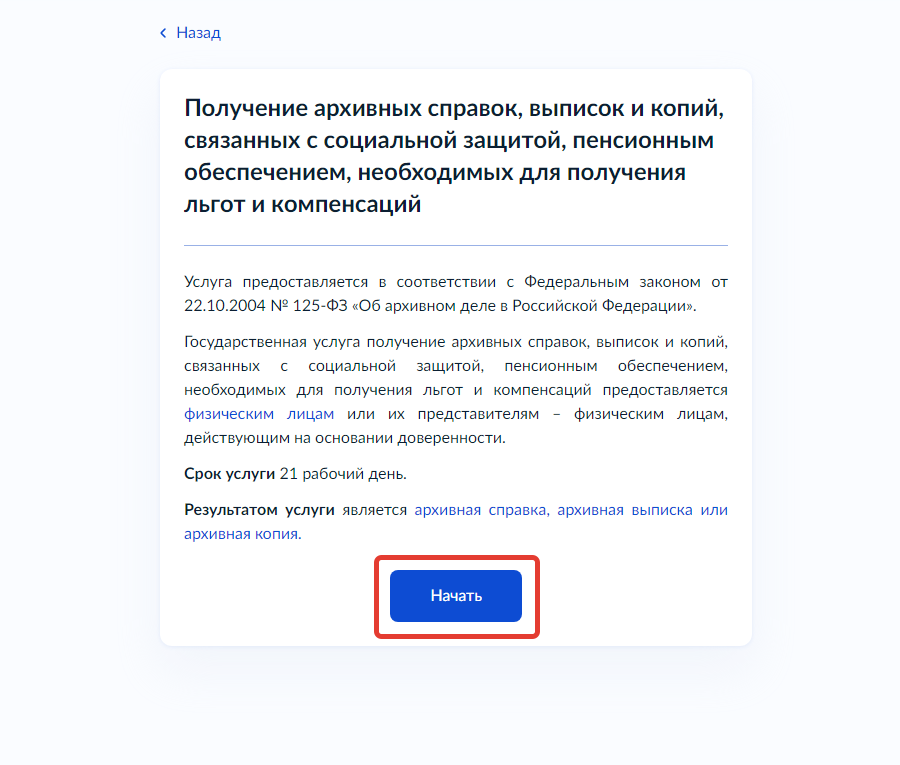 Назад
Получение архивных справок, выписок и копий,
связанных с социальной защитой, пенсионным
обеспечением, необходимых для получения
льгот и компенсаций
Услуга предоставляется в соответствии с Федеральным законом от
22.10.2004 № 125-ФЗ «Об архивном деле в Российской Федерации».
Государственная услуга получение архивных справок, выписок и копий,
связанных с социальной защитой, пенсионным обеспечением,
необходимых для получения льгот и компенсаций предоставляется
физическим лицам или их представителям – физическим лицам,
действующим на основании доверенности.
Срок услуги 21 рабочий день.
Результатом услуги является архивная справка, архивная выписка или
архивная копия.
Начать